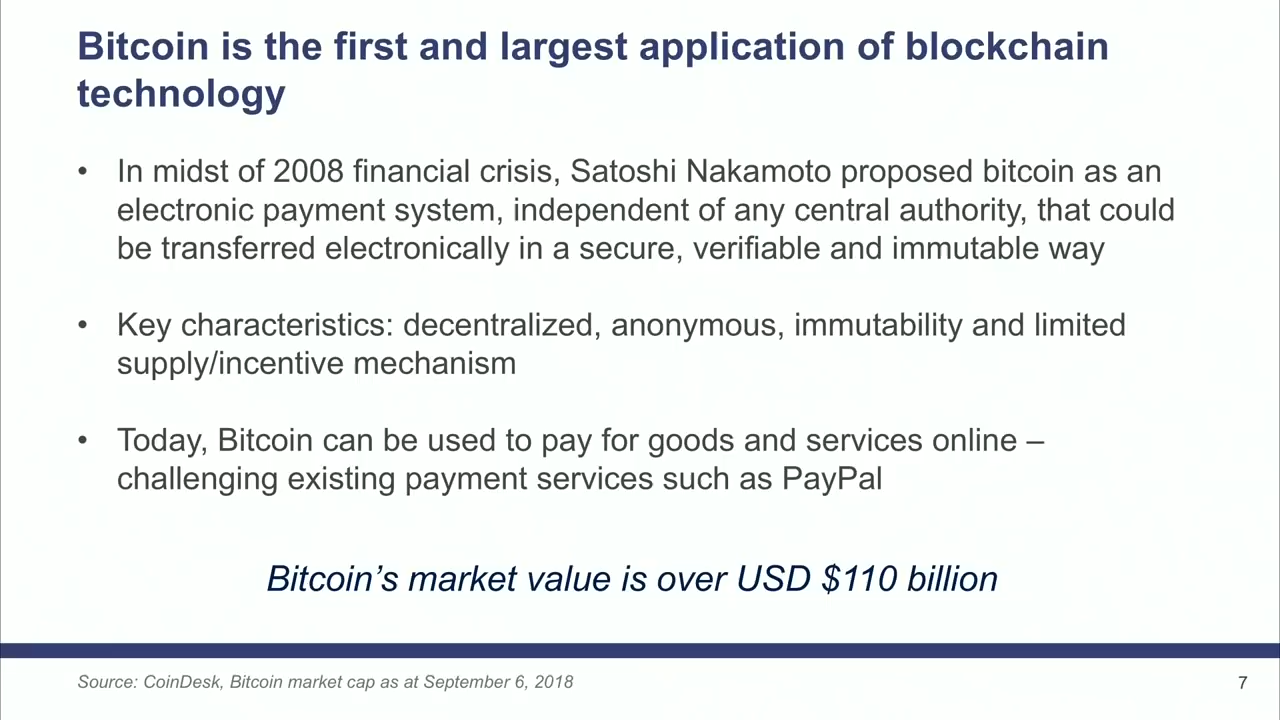 Bitcoin is the first and largest application of blockchain
technology
• In midst of 2008 financial crisis, Satoshi Nakamoto proposed bitcoin as an
electronic payment system, independent of any central authority, that could
be transferred electronically in a secure, verifiable and immutable way
• Key characteristics: decentralized, anonymous, immutability and limited
supply/incentive mechanism
• Today, Bitcoin can be used to pay for goods and services online –
challenging existing payment services such as PayPal
Bitcoin’s market value is over USD $110 billion
Source: CoinDesk, Bitcoin market cap as at September 6, 2018
7